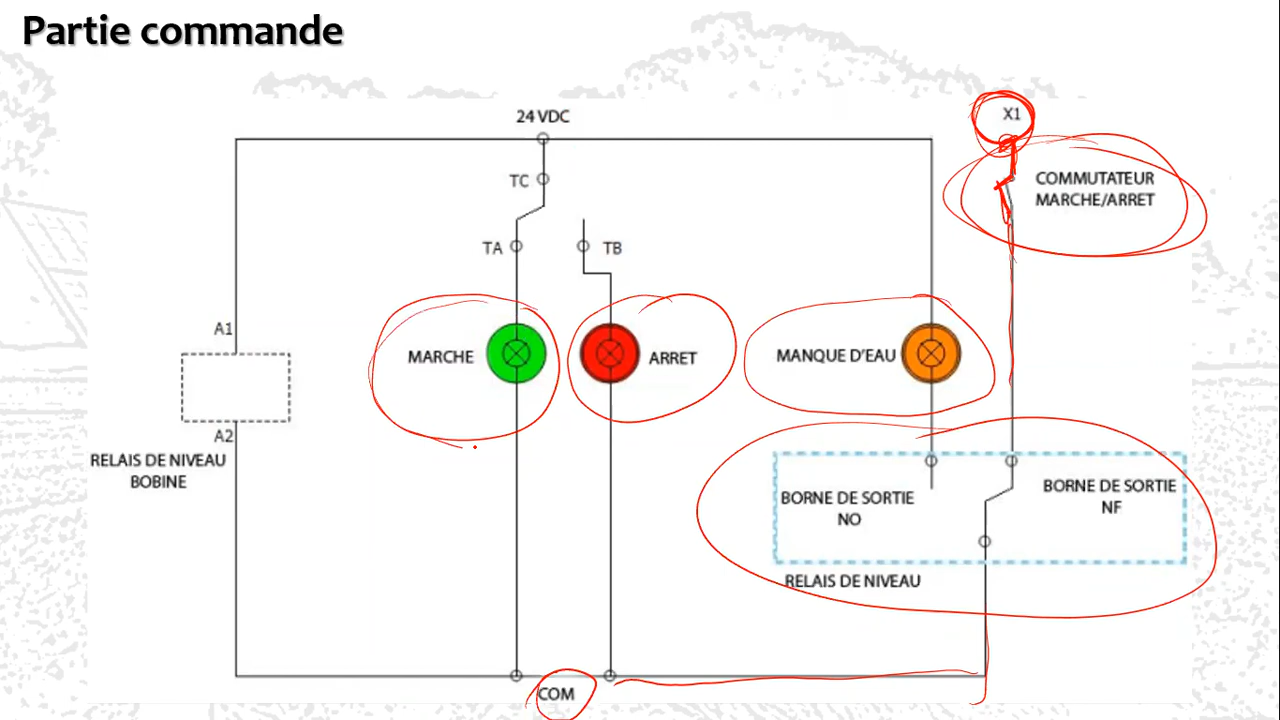 Partie commande
24 VDC
X1
TC
COMMUTATEUR
MARCHE/ARRET
TA
TB
A1
MARCHE
ARRET
MANQUE D'EAU
A2
RELAIS DE NIVEAU
BOBINE
BORNE DE SORTIE
NO
BORNE DE SORTIE
NF
RELAIS DE NIVEAU
COM